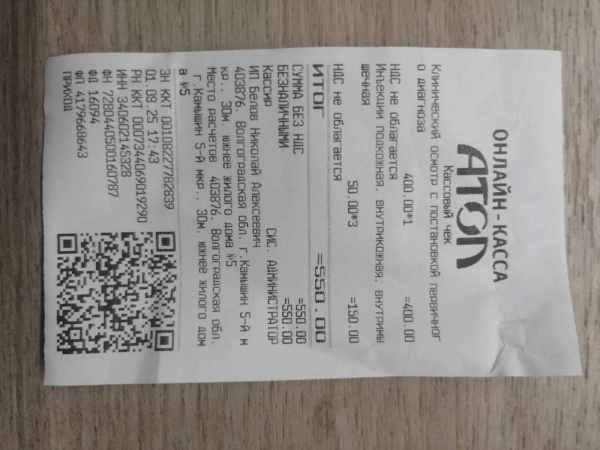 ОНЛАЙН-КАССА
АТОЛ
Кассовый чек
Клинический осмотр с постановкой первичног
о диагноза
400.00*1 =400.00
НДС не облагается
Инъекции подкожная, внутрикожная, внутримы
шечная
50.00*3 =150.00
НДС не облагается
ИТОГ =550.00
СУММА БЕЗ НДС =550.00
БЕЗНАЛИЧНЫМИ =550.00
Кассир СИС. АДМИНИСТРАТОР
ИП Белов Николай Алексеевич
403876, Волгоградская обл. г.Камышин 5-й м
кр., 30м. южнее жилого дома №5
Место расчетов 403876, Волгоградская обл.
г. Камышин 5-й мкр., 30м. южнее жилого дом
а №5
ЗН ККТ 00108227782839
01.08.25 17:43
РН ККТ 0007344069019290
ИНН 340602145328
ФН 7280440500160787
ФД 16094
ФП 4179668643
ПРИХОД